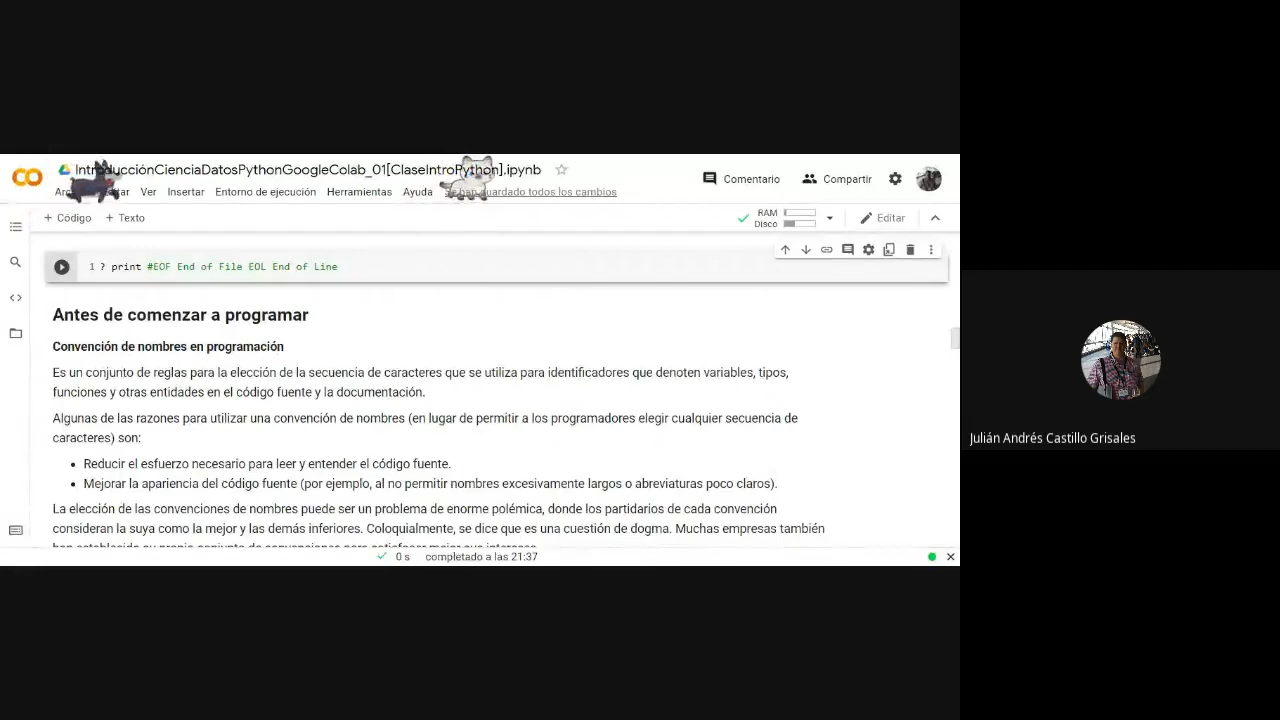 IntroducciónCienciaDatosPythonGoogleColab_01[ClaseIntroPython].ipynb
Ver Insertar Entorno de ejecución Herramientas Ayuda guardado todos los cambios
Comentario Compartir
+ Código + Texto
RAM
Disco
Editar
1 ? print #EOF End of File EOL End of Line
Antes de comenzar a programar
Convención de nombres en programación
Es un conjunto de reglas para la elección de la secuencia de caracteres que se utiliza para identificadores que denoten variables, tipos,
funciones y otras entidades en el código fuente y la documentación.
Algunas de las razones para utilizar una convención de nombres (en lugar de permitir a los programadores elegir cualquier secuencia de
caracteres) son:
• Reducir el esfuerzo necesario para leer y entender el código fuente.
• Mejorar la apariencia del código fuente (por ejemplo, al no permitir nombres excesivamente largos o abreviaturas poco claros).
La elección de las convenciones de nombres puede ser un problema de enorme polémica, donde los partidarios de cada convención
consideran la suya como la mejor y las demás inferiores. Coloquialmente, se dice que es una cuestión de dogma. Muchas empresas también
0 s completado a las 21:37
Julián Andrés Castillo Grisales